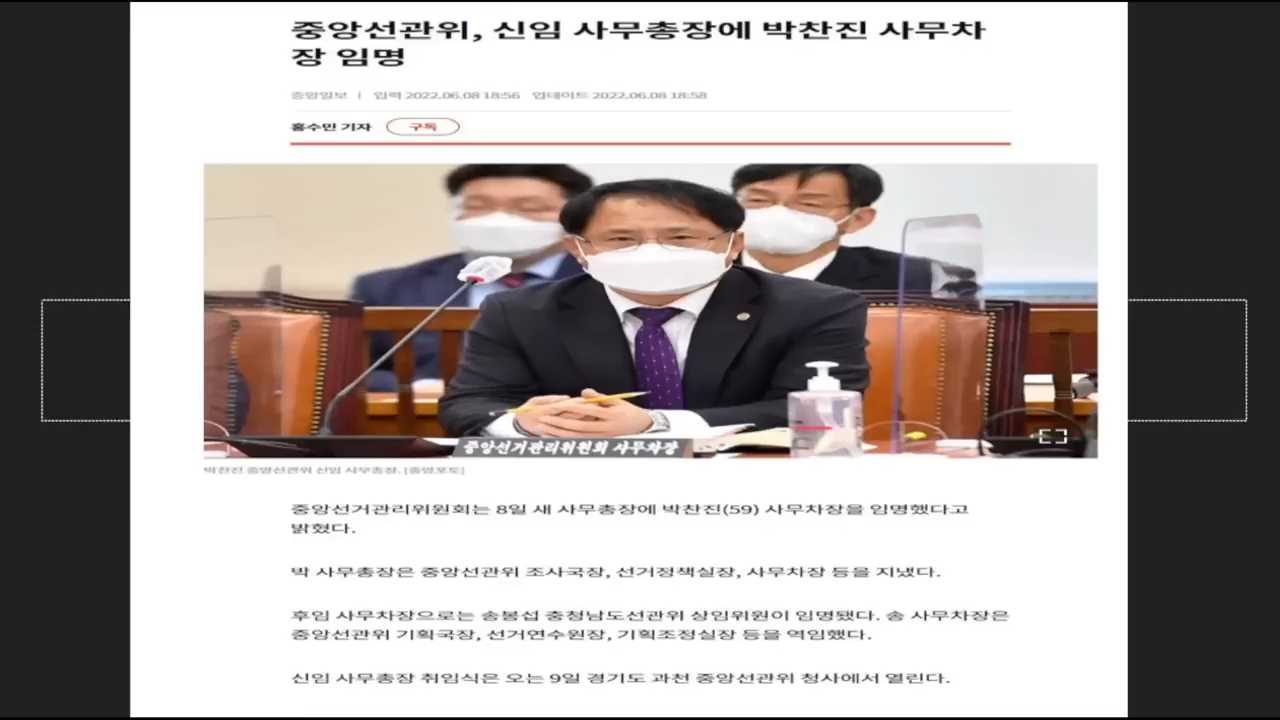 중앙선관위, 신임 사무총장에 박찬진 사무차
장 임명
중앙일보 | 입력 2022.06.08 18:56 업데이트 2022.06.08 18:58
홍수민 기자 구독
중앙선거관리위원회 사무차장
박찬진 중앙선관위 신임 사무총장. [중앙포토]
중앙선거관리위원회는 8일 새 사무총장에 박찬진(59) 사무차장을 임명했다고
밝혔다.
박 사무총장은 중앙선관위 조사국장, 선거정책실장, 사무차장 등을 지냈다.
후임 사무차장으로는 송봉섭 충청남도선관위 상임위원이 임명됐다. 송 사무차장은
중앙선관위 기획국장, 선거연수원장, 기획조정실장 등을 역임했다.
신임 사무총장 취임식은 오는 9일 경기도 과천 중앙선관위 청사에서 열린다.